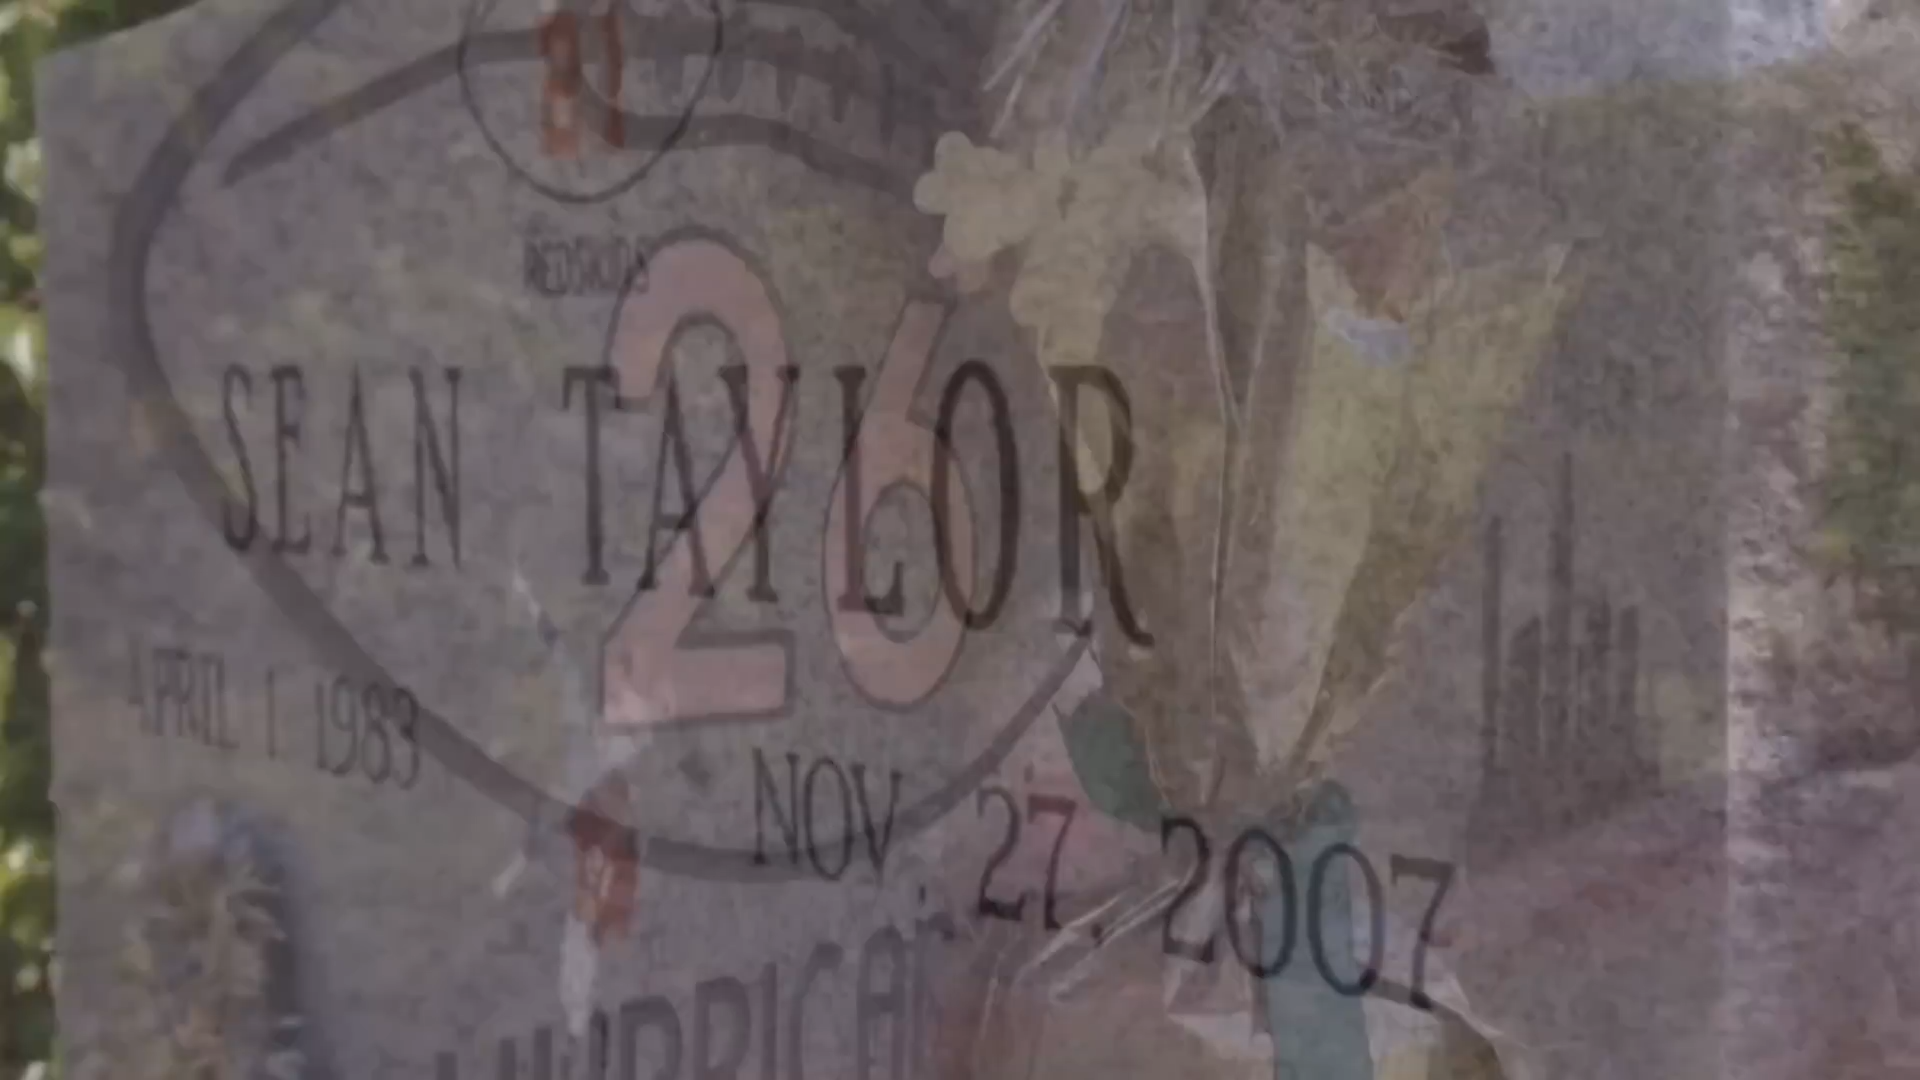 REDSKINS
26
SEAN TAYLOR
APRIL 1 1983
NOV 27, 2007